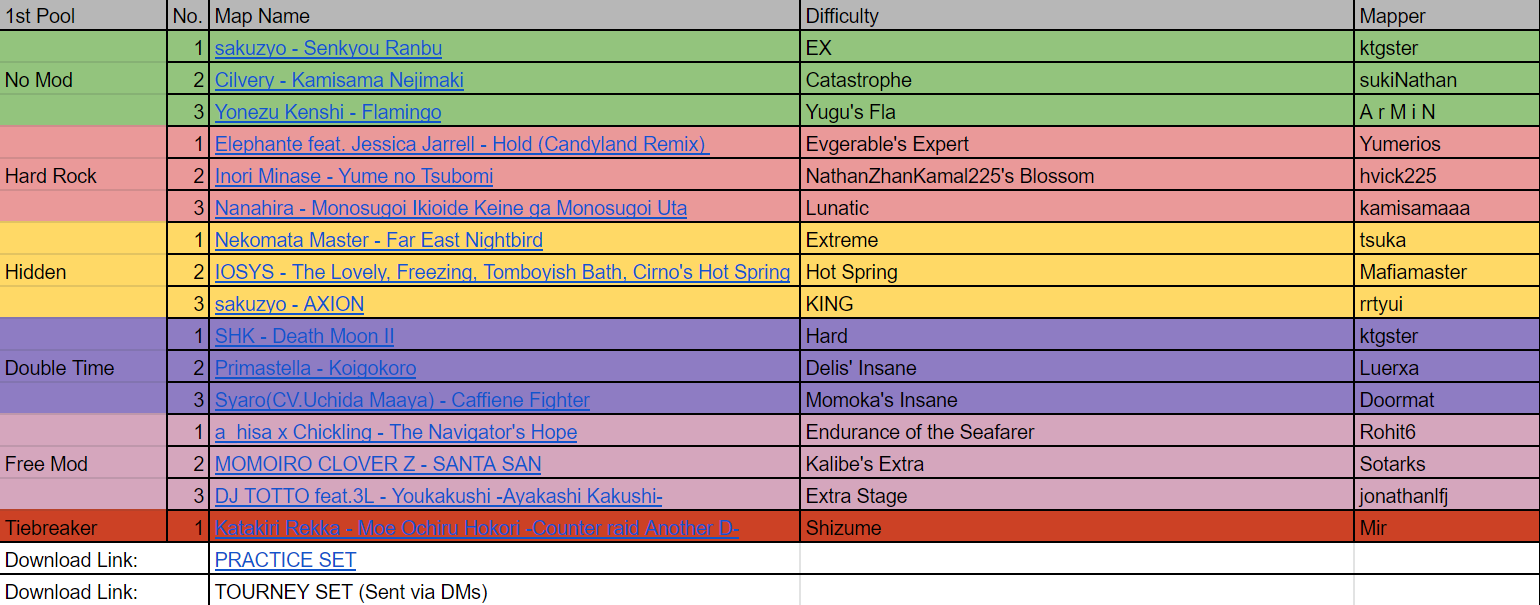 1st Pool No. Map Name Difficulty Mapper
1 sakuzyo - Senkyou Ranbu EX ktgster
No Mod 2 Cilvery - Kamisama Nejimaki Catastrophe sukiNathan
3 Yonezu Kenshi - Flamingo Yugu's Fla A r M i N
1 Elephante feat. Jessica Jarrell - Hold (Candyland Remix) Evgerable's Expert Yumerios
Hard Rock 2 Inori Minase - Yume no Tsubomi NathanZhanKamal225's Blossom hvick225
3 Nanahira - Monosugoi Ikioide Keine ga Monosugoi Uta Lunatic kamisamaaa
1 Nekomata Master - Far East Nightbird Extreme tsuka
Hidden 2 IOSYS - The Lovely, Freezing, Tomboyish Bath, Cirno's Hot Spring Hot Spring Mafiamaster
3 sakuzyo - AXION KING rrtyui
1 SHK - Death Moon II Hard ktgster
Double Time 2 Primastella - Koigokoro Delis' Insane Luerxa
3 Syaro(CV.Uchida Maaya) - Caffiene Fighter Momoka's Insane Doormat
1 a_hisa x Chickling - The Navigator's Hope Endurance of the Seafarer Rohit6
Free Mod 2 MOMOIRO CLOVER Z - SANTA SAN Kalibe's Extra Sotarks
3 DJ TOTTO feat.3L - Youkakushi -Ayakashi Kakushi- Extra Stage jonathanlfj
Tiebreaker 1 Katakiri Rekka - Moe Ochiru Hokori -Counter raid Another D- Shizume Mir
Download Link: PRACTICE SET
Download Link: TOURNEY SET (Sent via DMs)